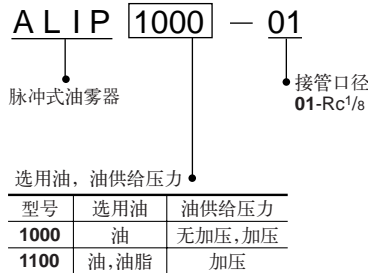 ALIP 1000 — 01
脉冲式油雾器
接管口径
01-Rc1/8
选用油，油供给压力
型号 选用油 油供给压力
1000 油 无加压,加压
1100 油,油脂 加压